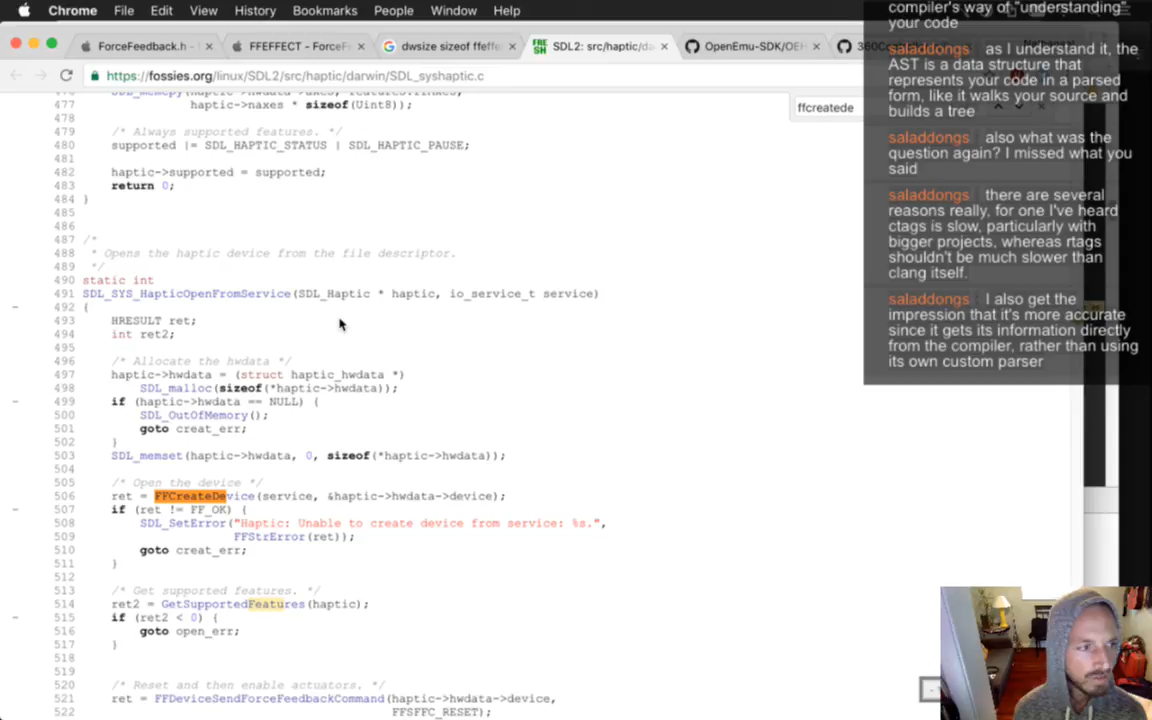 Chrome File Edit View History Bookmarks People Window Help
ForceFeedback.h - × FFEFFECT - ForceF × dwsize sizeof ffeffe × SDL2: src/haptic/da × OpenEmu-SDK/OEH × 360Cont
https://fossies.org/linux/SDL2/src/haptic/darwin/SDL_syshaptic.c
ffcreatede
477 haptic->naxes * sizeof(Uint8));
478
479 /* Always supported features. */
480 supported |= SDL_HAPTIC_STATUS | SDL_HAPTIC_PAUSE;
481
482 haptic->supported = supported;
483 return 0;
484 }
485
486
487 /*
488 * Opens the haptic device from the file descriptor.
489 */
490 static int
491 SDL_SYS_HapticOpenFromService(SDL_Haptic * haptic, io_service_t service)
492 {
493 HRESULT ret;
494 int ret2;
495
496 /* Allocate the hwdata */
497 haptic->hwdata = (struct haptic_hwdata *)
498 SDL_malloc(sizeof(*haptic->hwdata));
499 if (haptic->hwdata == NULL) {
500 SDL_OutOfMemory();
501 goto creat_err;
502 }
503 SDL_memset(haptic->hwdata, 0, sizeof(*haptic->hwdata));
504
505 /* Open the device */
506 ret = FFCreateDevice(service, &haptic->hwdata->device);
507 if (ret != FF_OK) {
508 SDL_SetError("Haptic: Unable to create device from service: %s.",
509 FFStrError(ret));
510 goto creat_err;
511 }
512
513 /* Get supported features. */
514 ret2 = GetSupportedFeatures(haptic);
515 if (ret2 < 0) {
516 goto open_err;
517 }
518
519
520 /* Reset and then enable actuators. */
521 ret = FFDeviceSendForceFeedbackCommand(haptic->hwdata->device,
522 FFSFFC_RESET);
compiler's way of "understanding"
your code
saladdongs as I understand it, the
AST is a data structure that
represents your code in a parsed
form, like it walks your source and
builds a tree
saladdongs also what was the
question again? I missed what you
said
saladdongs there are several
reasons really, for one I've heard
ctags is slow, particularly with
bigger projects, whereas rtags
shouldn't be much slower than
clang itself.
saladdongs I also get the
impression that it's more accurate
since it gets its information directly
from the compiler, rather than using
its own custom parser